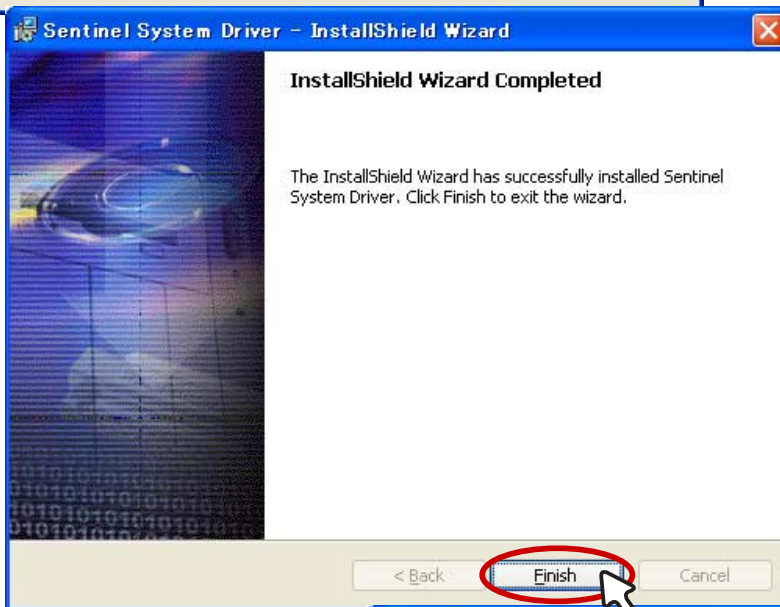 Sentinel System Driver - InstallShield Wizard
InstallShield Wizard Completed
The InstallShield Wizard has successfully installed Sentinel
System Driver. Click Finish to exit the wizard.
< Back
Finish
Cancel